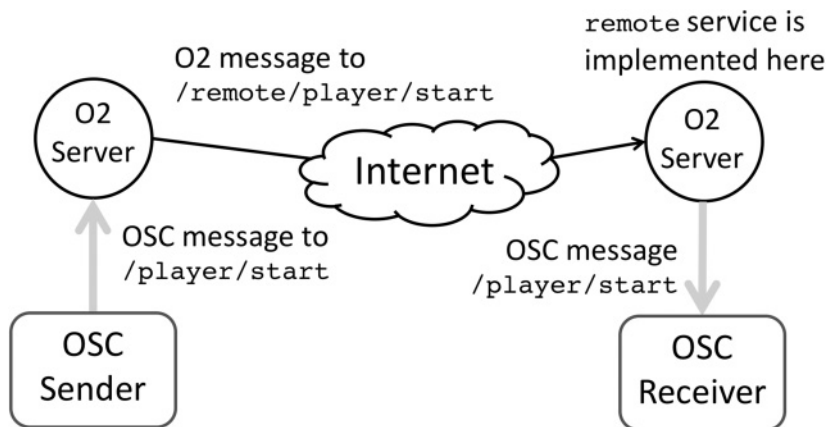 O2 message to
/remote/player/start
remote service is
implemented here
O2
Server
Internet
O2
Server
OSC message to
/player/start
OSC message
/player/start
OSC
Sender
OSC
Receiver